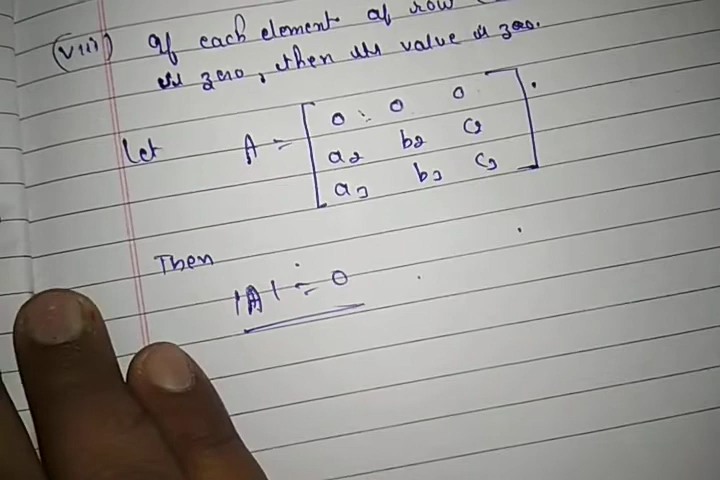 (viii) If each element of row (
is zero, then its value is zero.
Let A = [ 0 0 0
a2 b2 c2
a3 b3 c3 ].
Then
|A| = 0